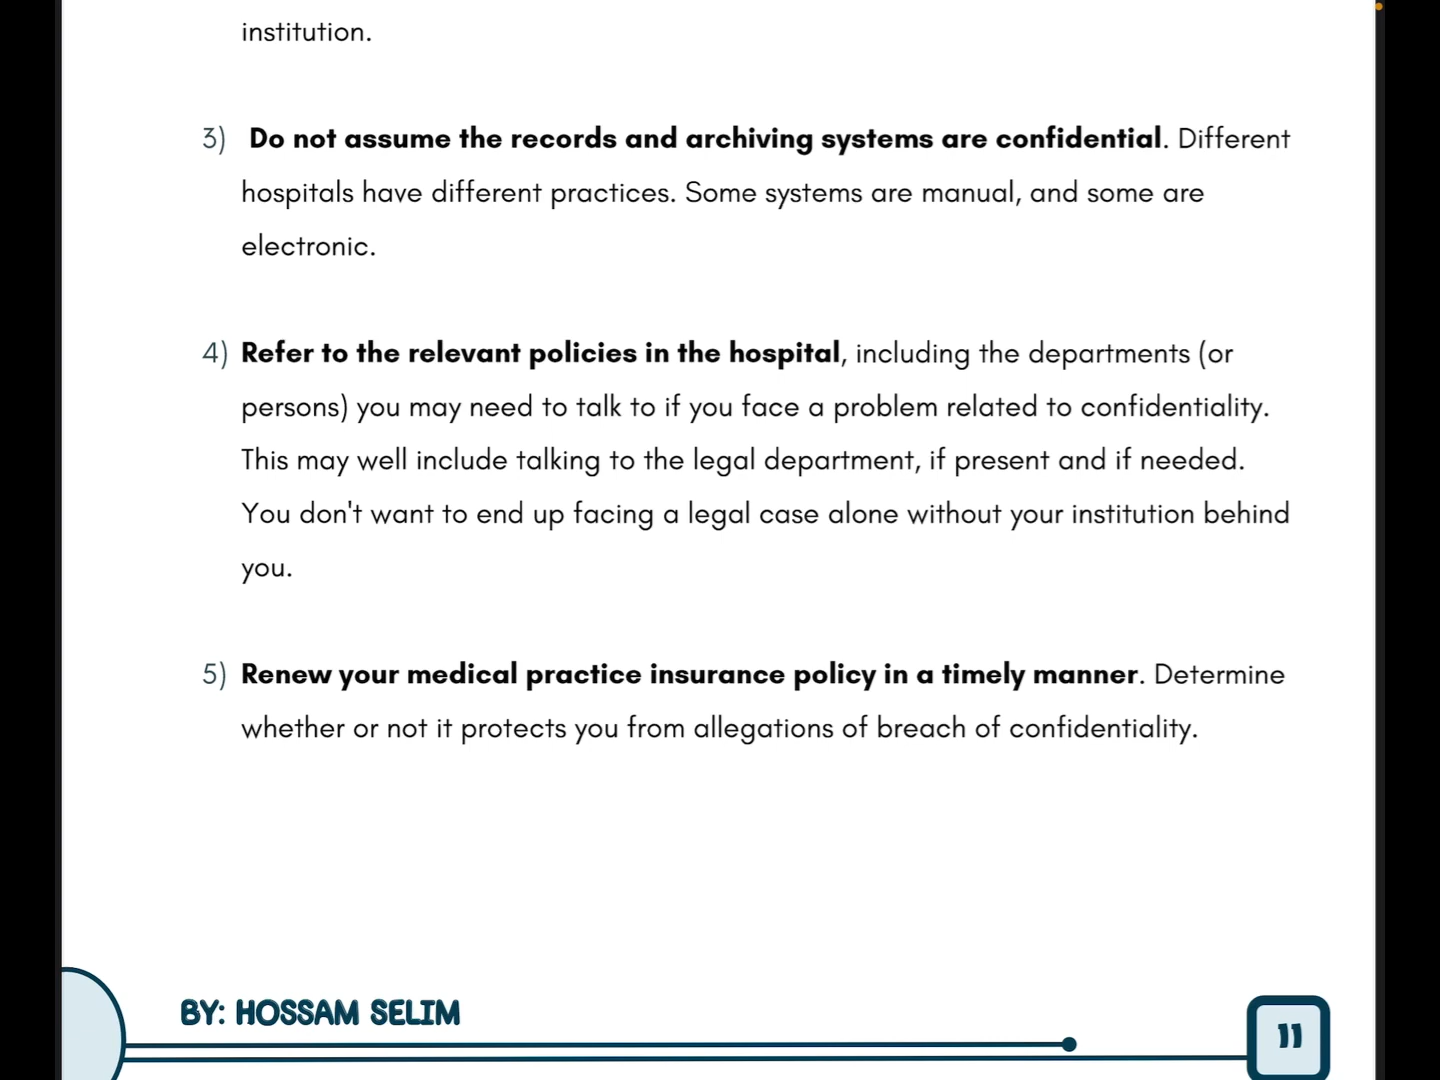 institution.
3) Do not assume the records and archiving systems are confidential. Different
hospitals have different practices. Some systems are manual, and some are
electronic.
4) Refer to the relevant policies in the hospital, including the departments (or
persons) you may need to talk to if you face a problem related to confidentiality.
This may well include talking to the legal department, if present and if needed.
You don't want to end up facing a legal case alone without your institution behind
you.
5) Renew your medical practice insurance policy in a timely manner. Determine
whether or not it protects you from allegations of breach of confidentiality.
BY: HOSSAM SELIM
11